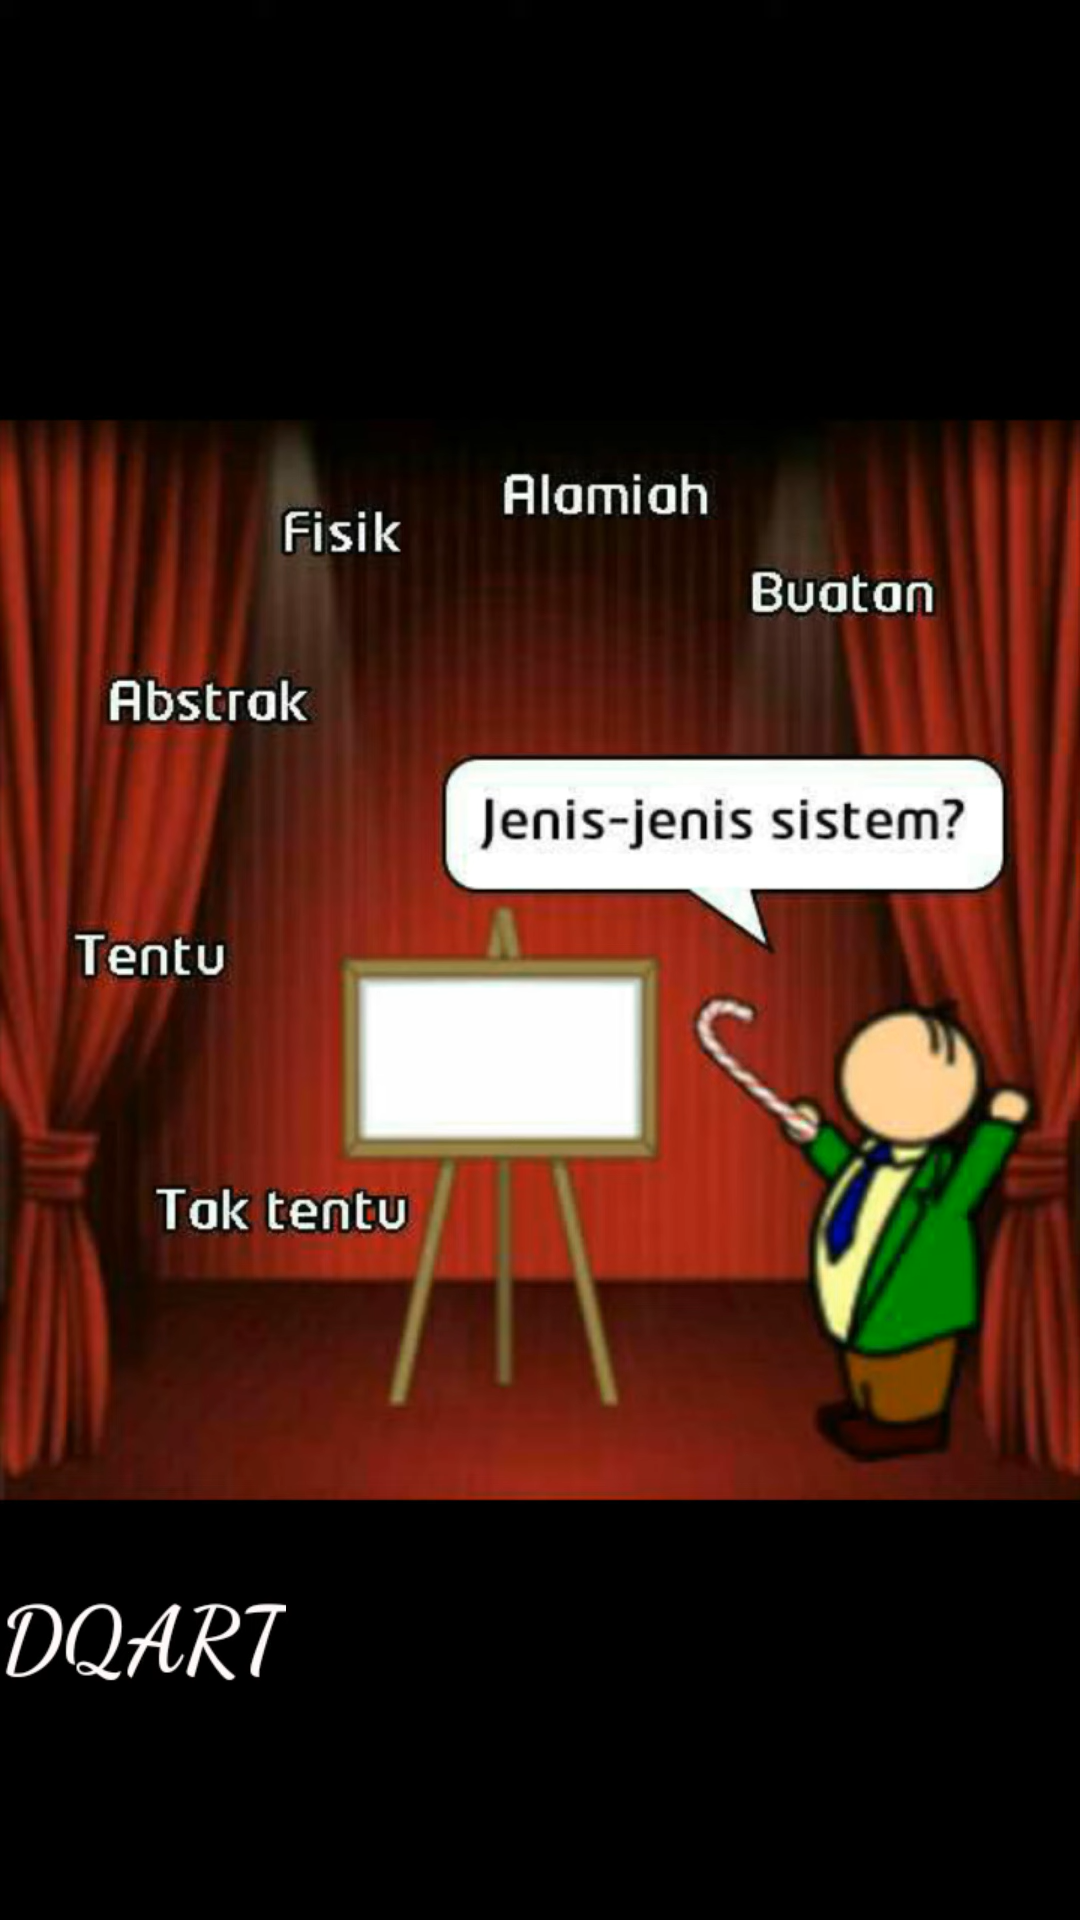 Alamiah
Fisik
Buatan
Abstrak
Jenis-jenis sistem?
Tentu
Tak tentu
DQART